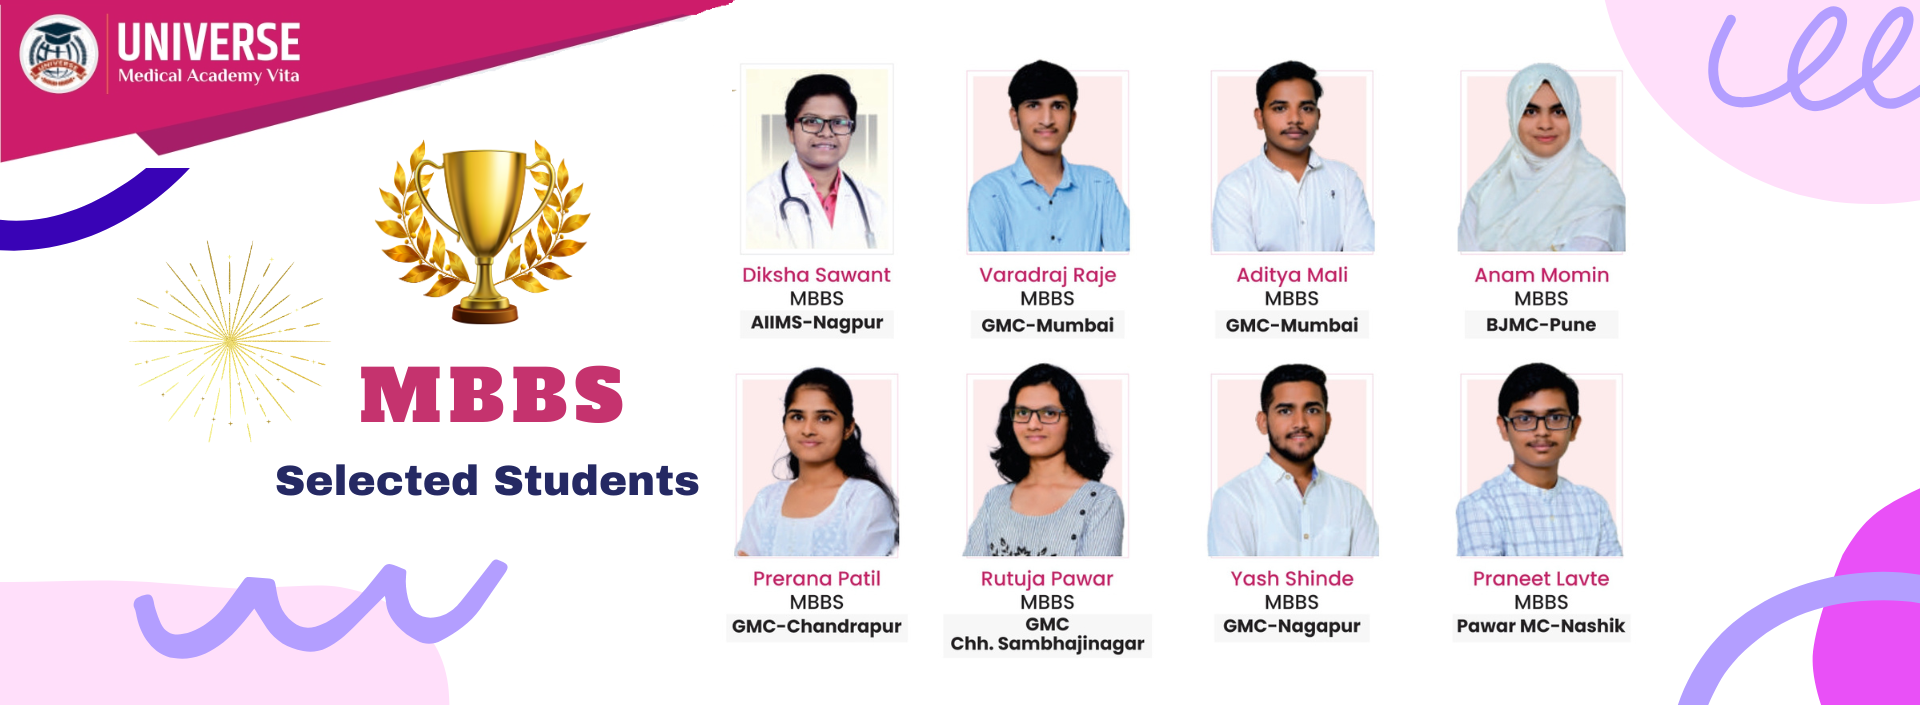 UNIVERSE
Medical Academy Vita
UNIVERSE
MBBS
Selected Students
Diksha Sawant
MBBS
AIIMS-Nagpur
Varadraj Raje
MBBS
GMC-Mumbai
Aditya Mali
MBBS
GMC-Mumbai
Anam Momin
MBBS
BJMC-Pune
Prerana Patil
MBBS
GMC-Chandrapur
Rutuja Pawar
MBBS
GMC
Chh. Sambhajinagar
Yash Shinde
MBBS
GMC-Nagapur
Praneet Lavte
MBBS
Pawar MC-Nashik